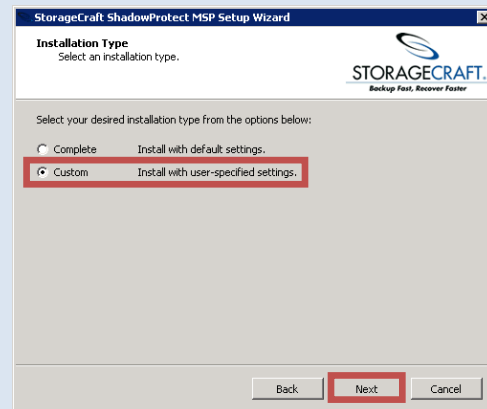 StorageCraft ShadowProtect MSP Setup Wizard
Installation Type
Select an installation type.
STORAGECRAFT.
Backup Fast, Recover Faster
Select your desired installation type from the options below:
Complete Install with default settings.
Custom Install with user-specified settings.
Back Next Cancel